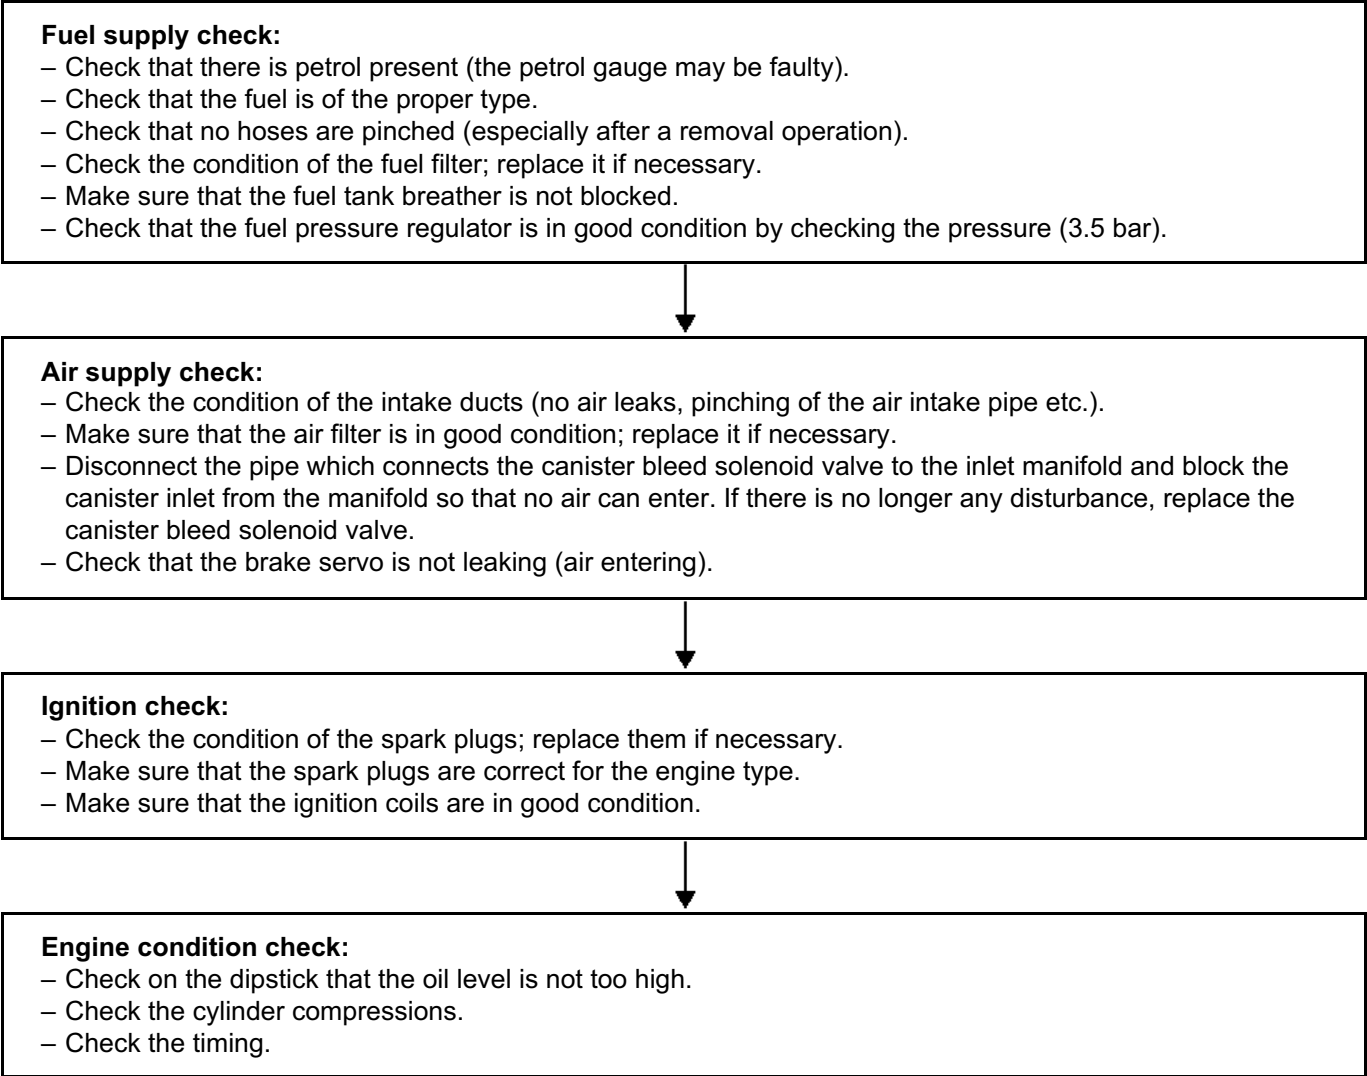 Fuel supply check:
– Check that there is petrol present (the petrol gauge may be faulty).
– Check that the fuel is of the proper type.
– Check that no hoses are pinched (especially after a removal operation).
– Check the condition of the fuel filter; replace it if necessary.
– Make sure that the fuel tank breather is not blocked.
– Check that the fuel pressure regulator is in good condition by checking the pressure (3.5 bar).
Air supply check:
– Check the condition of the intake ducts (no air leaks, pinching of the air intake pipe etc.).
– Make sure that the air filter is in good condition; replace it if necessary.
– Disconnect the pipe which connects the canister bleed solenoid valve to the inlet manifold and block the
canister inlet from the manifold so that no air can enter. If there is no longer any disturbance, replace the
canister bleed solenoid valve.
– Check that the brake servo is not leaking (air entering).
Ignition check:
– Check the condition of the spark plugs; replace them if necessary.
– Make sure that the spark plugs are correct for the engine type.
– Make sure that the ignition coils are in good condition.
Engine condition check:
– Check on the dipstick that the oil level is not too high.
– Check the cylinder compressions.
– Check the timing.